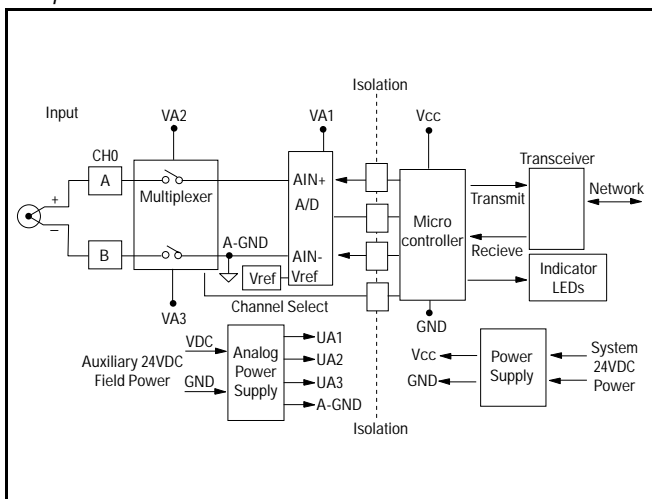 Isolation
Input
VA2
VA1
Vcc
CH0
Transceiver
A
Multiplexer
AIN+
A/D
Network
+
Transmit
–
Micro
controller
A-GND
B
AIN-
Recieve
Vref
Vref
Indicator
LEDs
Channel Select
VA3
GND
VDC
Auxiliary 24VDC
Field Power
GND
Analog
Power
Supply
UA1
UA2
UA3
A-GND
Vcc
GND
Power
Supply
System
24VDC
Power
Isolation